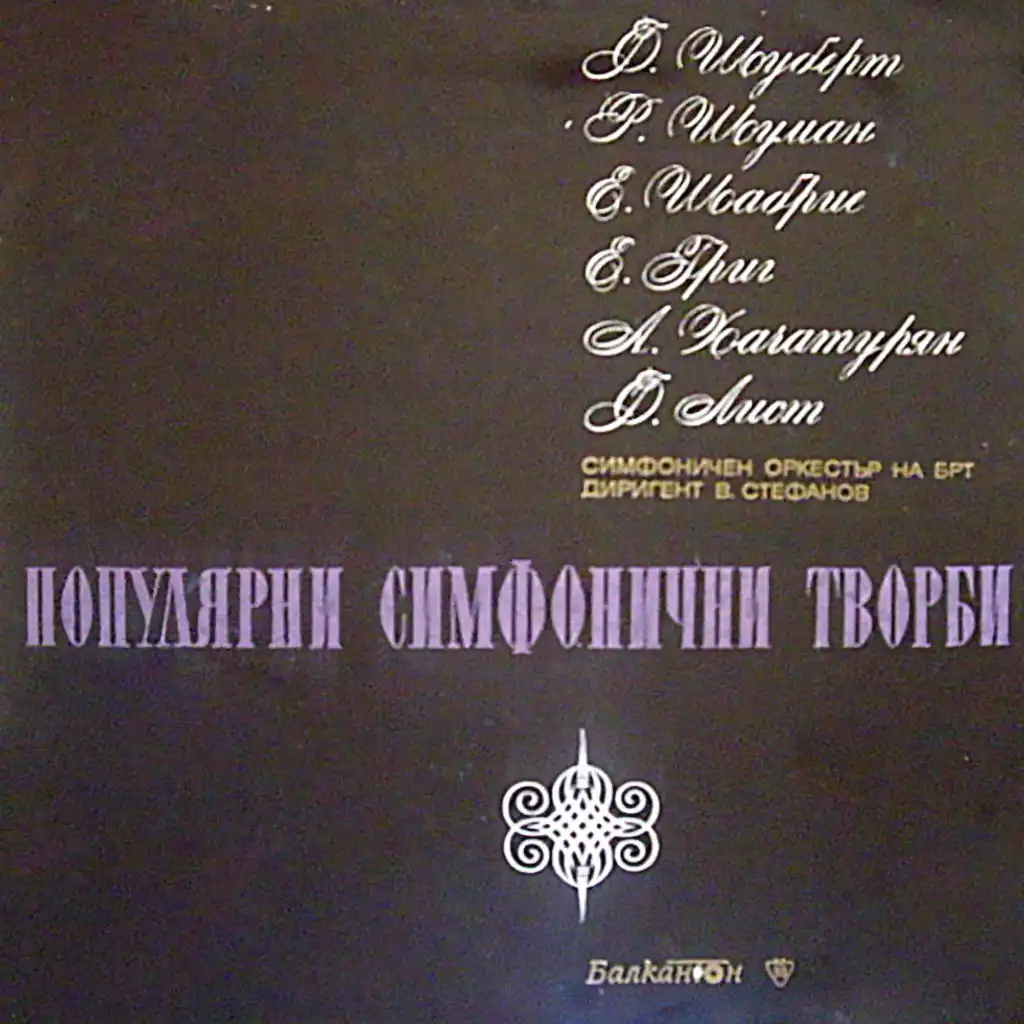 Ф. Шуберт
Р. Шуман
Е. Шабрие
Е. Григ
А. Хачатурян
Ф. Лист
СИМФОНИЧЕН ОРКЕСТЪР НА БРТ
ДИРИГЕНТ В. СТЕФАНОВ
ПОПУЛЯРНИ СИМФОНИЧНИ ТВОРБИ
Балкантон